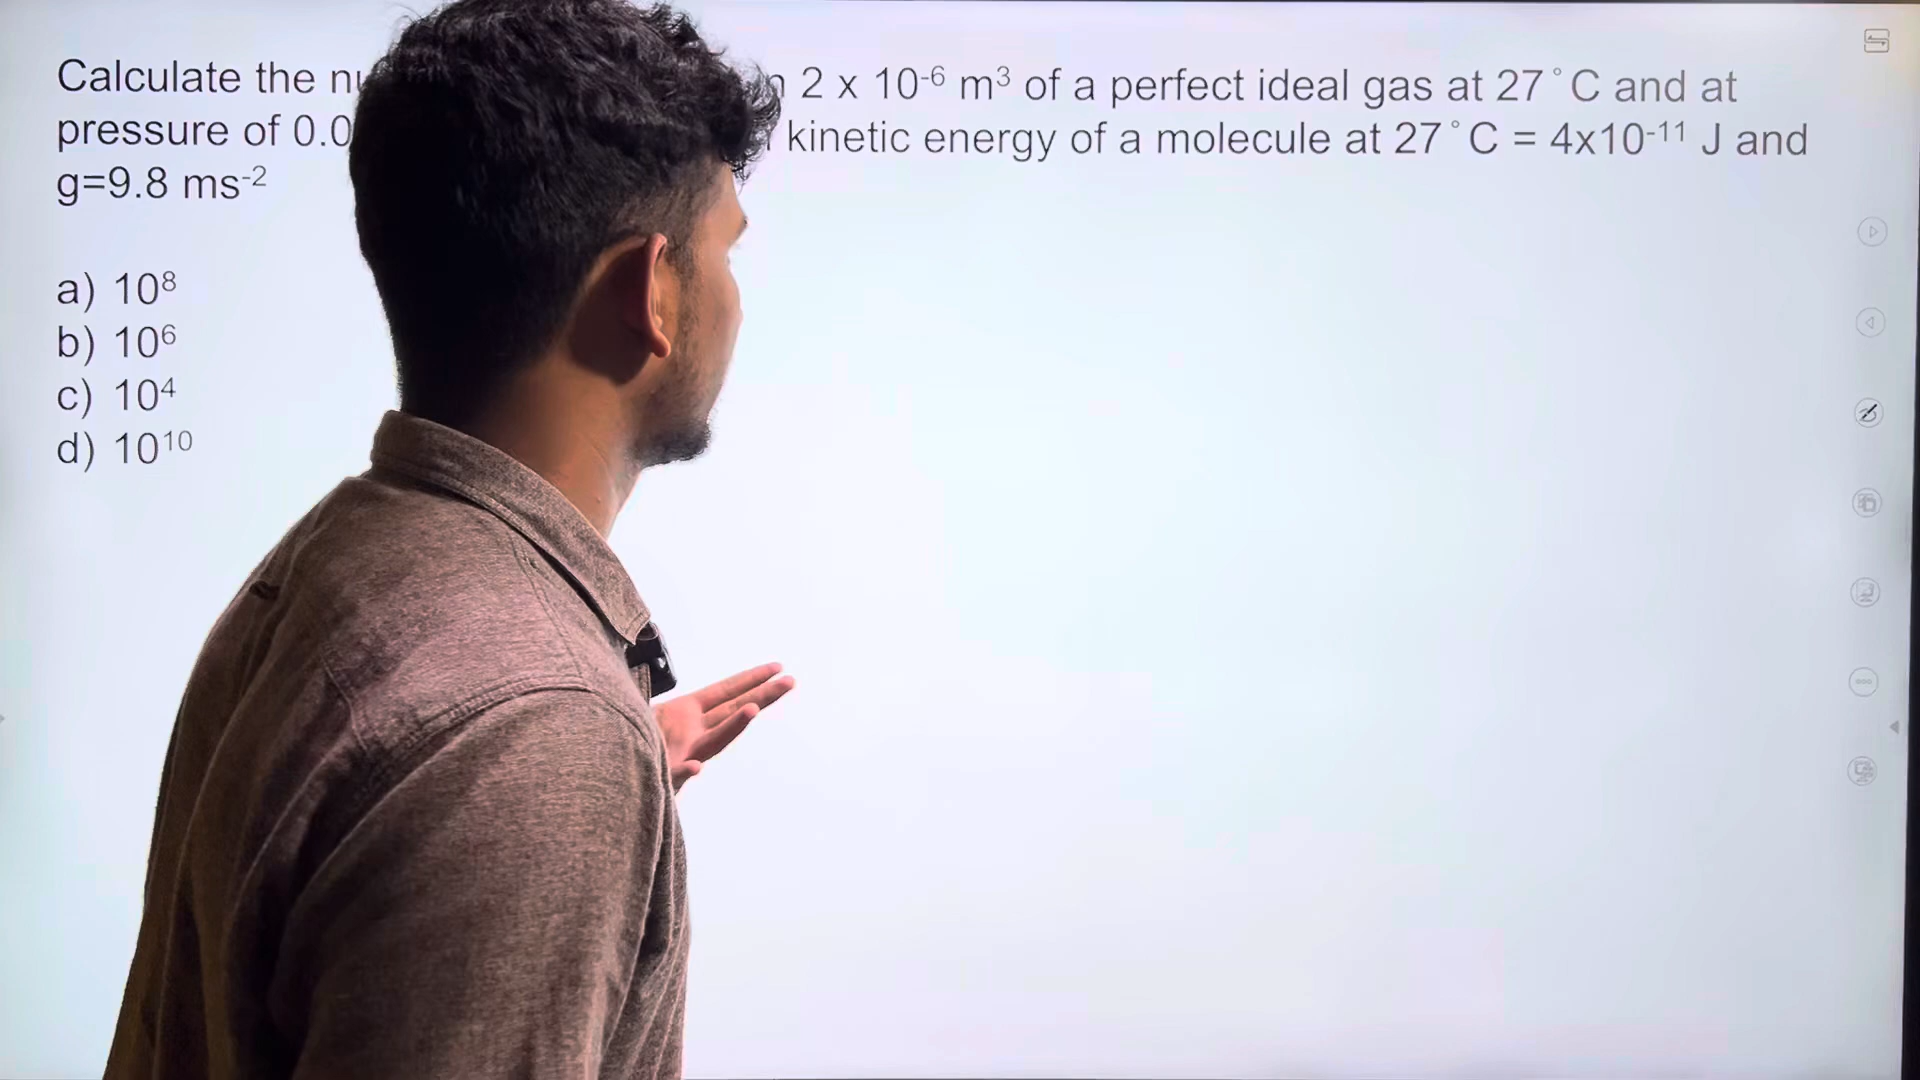 Calculate the 2 x 10⁻⁶ m³ of a perfect ideal gas at 27°C and at
pressure of 0.0 kinetic energy of a molecule at 27°C = 4x10⁻¹¹ J and
g=9.8 ms⁻²
a) 10⁸
b) 10⁶
c) 10⁴
d) 10¹⁰